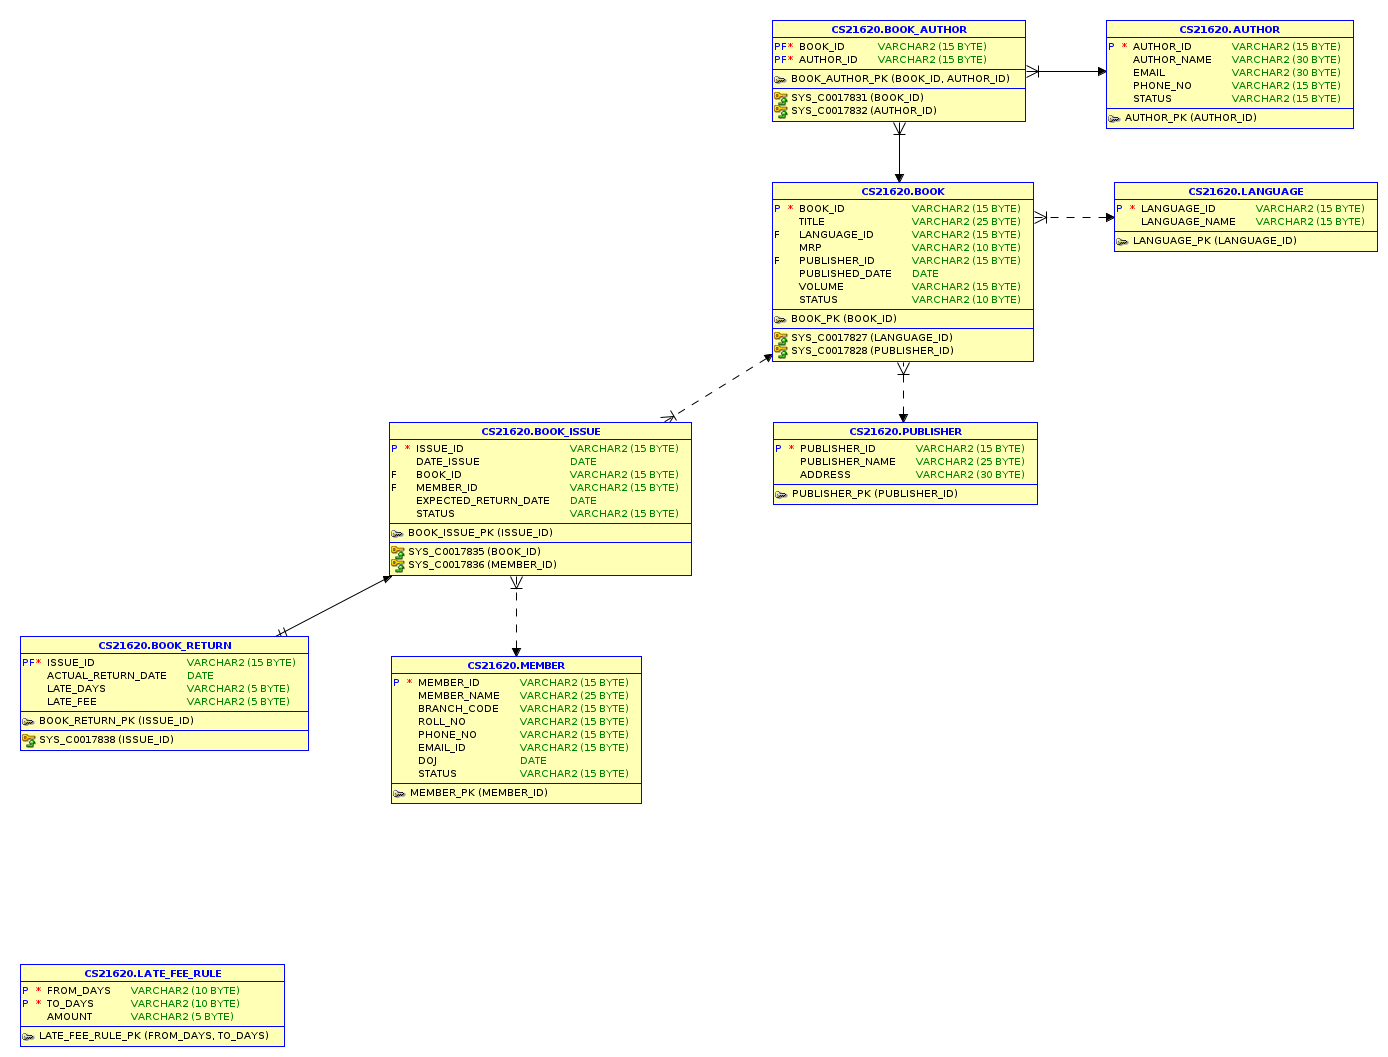 CS21620.BOOK_AUTHOR
PF* BOOK_ID VARCHAR2 (15 BYTE)
PF* AUTHOR_ID VARCHAR2 (15 BYTE)
BOOK_AUTHOR_PK (BOOK_ID, AUTHOR_ID)
SYS_C0017831 (BOOK_ID)
SYS_C0017832 (AUTHOR_ID)
CS21620.AUTHOR
P * AUTHOR_ID VARCHAR2 (15 BYTE)
AUTHOR_NAME VARCHAR2 (30 BYTE)
EMAIL VARCHAR2 (30 BYTE)
PHONE_NO VARCHAR2 (15 BYTE)
STATUS VARCHAR2 (15 BYTE)
AUTHOR_PK (AUTHOR_ID)
CS21620.BOOK
P * BOOK_ID VARCHAR2 (15 BYTE)
TITLE VARCHAR2 (25 BYTE)
F LANGUAGE_ID VARCHAR2 (15 BYTE)
MRP VARCHAR2 (10 BYTE)
F PUBLISHER_ID VARCHAR2 (15 BYTE)
PUBLISHED_DATE DATE
VOLUME VARCHAR2 (15 BYTE)
STATUS VARCHAR2 (10 BYTE)
BOOK_PK (BOOK_ID)
SYS_C0017827 (LANGUAGE_ID)
SYS_C0017828 (PUBLISHER_ID)
CS21620.LANGUAGE
P * LANGUAGE_ID VARCHAR2 (15 BYTE)
LANGUAGE_NAME VARCHAR2 (15 BYTE)
LANGUAGE_PK (LANGUAGE_ID)
CS21620.BOOK_ISSUE
P * ISSUE_ID VARCHAR2 (15 BYTE)
DATE_ISSUE DATE
F BOOK_ID VARCHAR2 (15 BYTE)
F MEMBER_ID VARCHAR2 (15 BYTE)
EXPECTED_RETURN_DATE DATE
STATUS VARCHAR2 (15 BYTE)
BOOK_ISSUE_PK (ISSUE_ID)
SYS_C0017835 (BOOK_ID)
SYS_C0017836 (MEMBER_ID)
CS21620.PUBLISHER
P * PUBLISHER_ID VARCHAR2 (15 BYTE)
PUBLISHER_NAME VARCHAR2 (25 BYTE)
ADDRESS VARCHAR2 (30 BYTE)
PUBLISHER_PK (PUBLISHER_ID)
CS21620.BOOK_RETURN
PF* ISSUE_ID VARCHAR2 (15 BYTE)
ACTUAL_RETURN_DATE DATE
LATE_DAYS VARCHAR2 (5 BYTE)
LATE_FEE VARCHAR2 (5 BYTE)
BOOK_RETURN_PK (ISSUE_ID)
SYS_C0017838 (ISSUE_ID)
CS21620.MEMBER
P * MEMBER_ID VARCHAR2 (15 BYTE)
MEMBER_NAME VARCHAR2 (25 BYTE)
BRANCH_CODE VARCHAR2 (15 BYTE)
ROLL_NO VARCHAR2 (15 BYTE)
PHONE_NO VARCHAR2 (15 BYTE)
EMAIL_ID VARCHAR2 (15 BYTE)
DOJ DATE
STATUS VARCHAR2 (15 BYTE)
MEMBER_PK (MEMBER_ID)
CS21620.LATE_FEE_RULE
P * FROM_DAYS VARCHAR2 (10 BYTE)
P * TO_DAYS VARCHAR2 (10 BYTE)
AMOUNT VARCHAR2 (5 BYTE)
LATE_FEE_RULE_PK (FROM_DAYS, TO_DAYS)